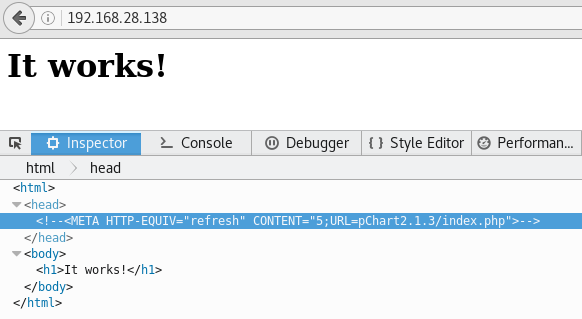 192.168.28.138
It works!
Inspector Console Debugger Style Editor Performan...
html head
<html>
<head>
<!--<META HTTP-EQUIV="refresh" CONTENT="5;URL=pChart2.1.3/index.php">-->
</head>
<body>
<h1>It works!</h1>
</body>
</html>